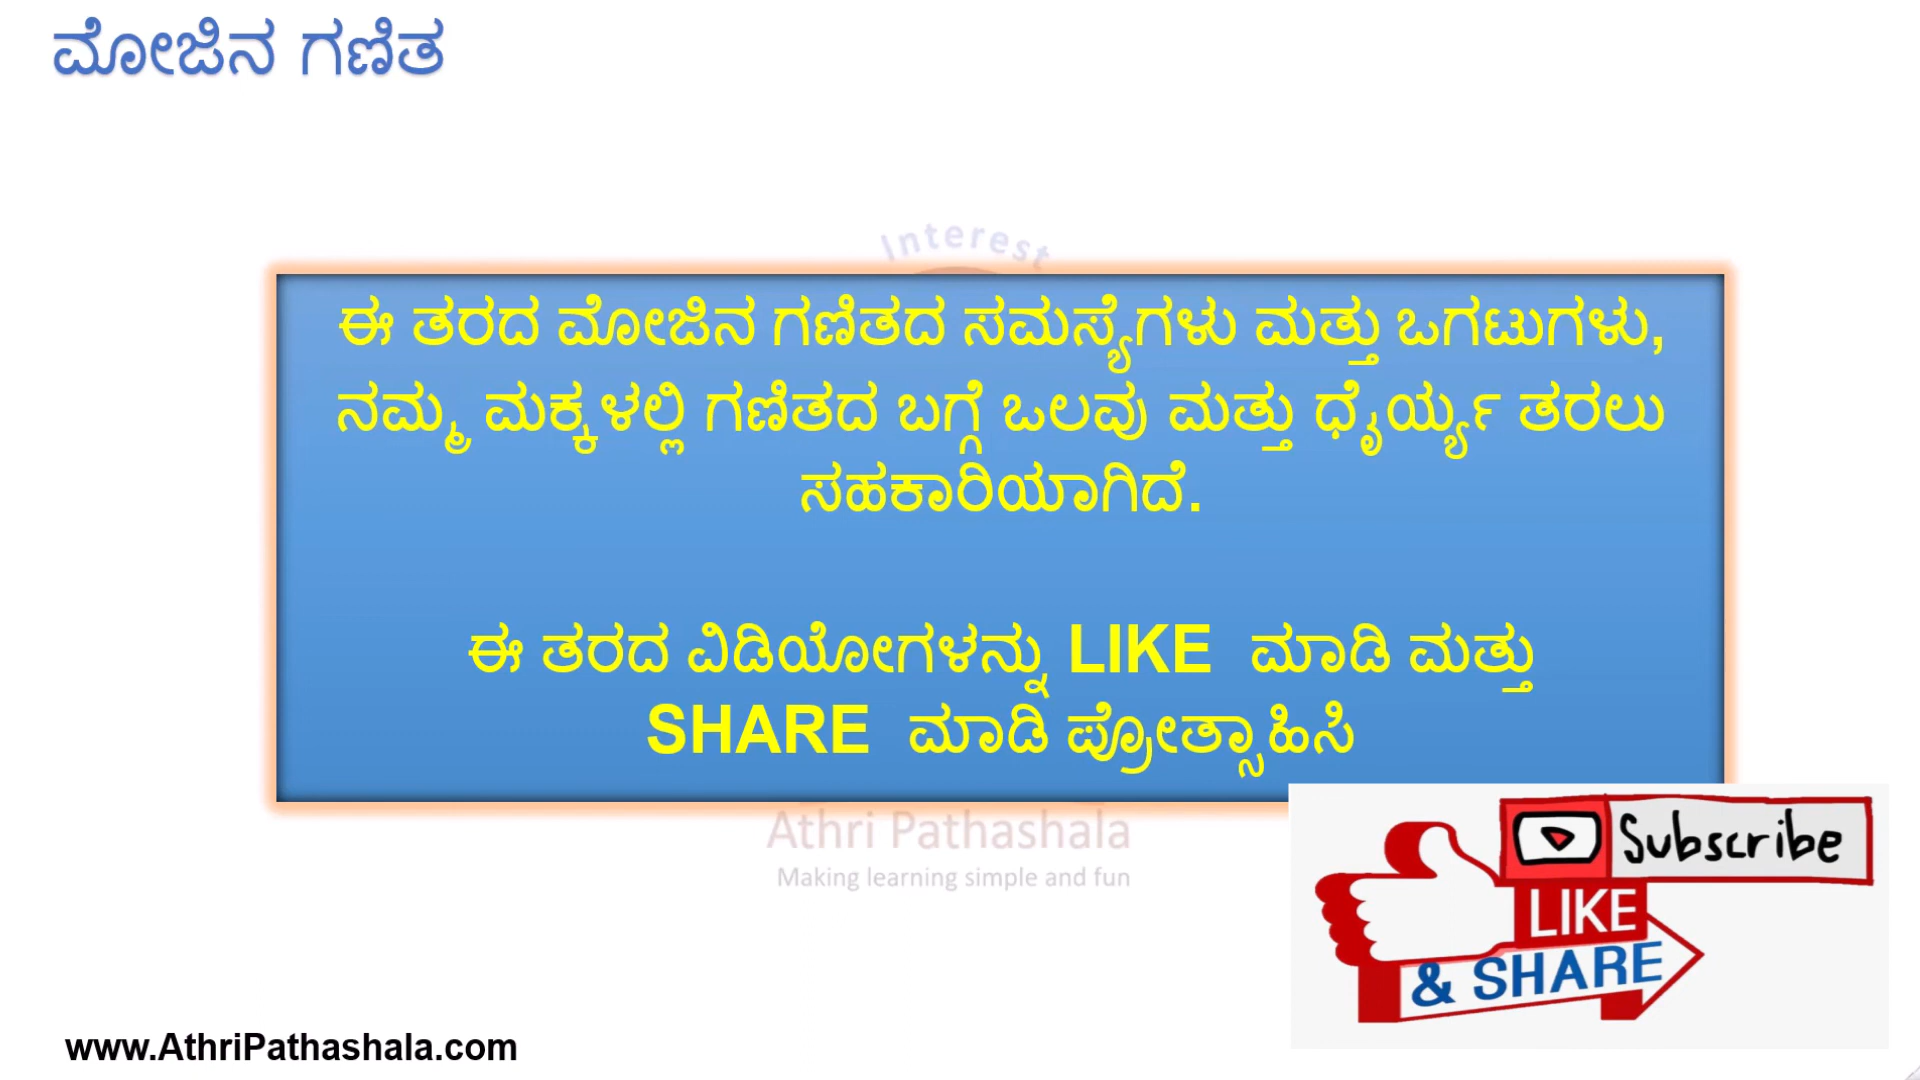 ಮೋಜಿನ ಗಣಿತ
Interest
ಈ ತರದ ಮೋಜಿನ ಗಣಿತದ ಸಮಸ್ಯೆಗಳು ಮತ್ತು ಒಗಟುಗಳು,
ನಮ್ಮ ಮಕ್ಕಳಲ್ಲಿ ಗಣಿತದ ಬಗ್ಗೆ ಒಲವು ಮತ್ತು ಧೈರ್ಯ್ಯ ತರಲು
ಸಹಕಾರಿಯಾಗಿದೆ.
ಈ ತರದ ವಿಡಿಯೋಗಳನ್ನು LIKE ಮಾಡಿ ಮತ್ತು
SHARE ಮಾಡಿ ಪ್ರೋತ್ಸಾಹಿಸಿ
Athri Pathashala
Making learning simple and fun
Subscribe
LIKE
& SHARE
www.AthriPathashala.com